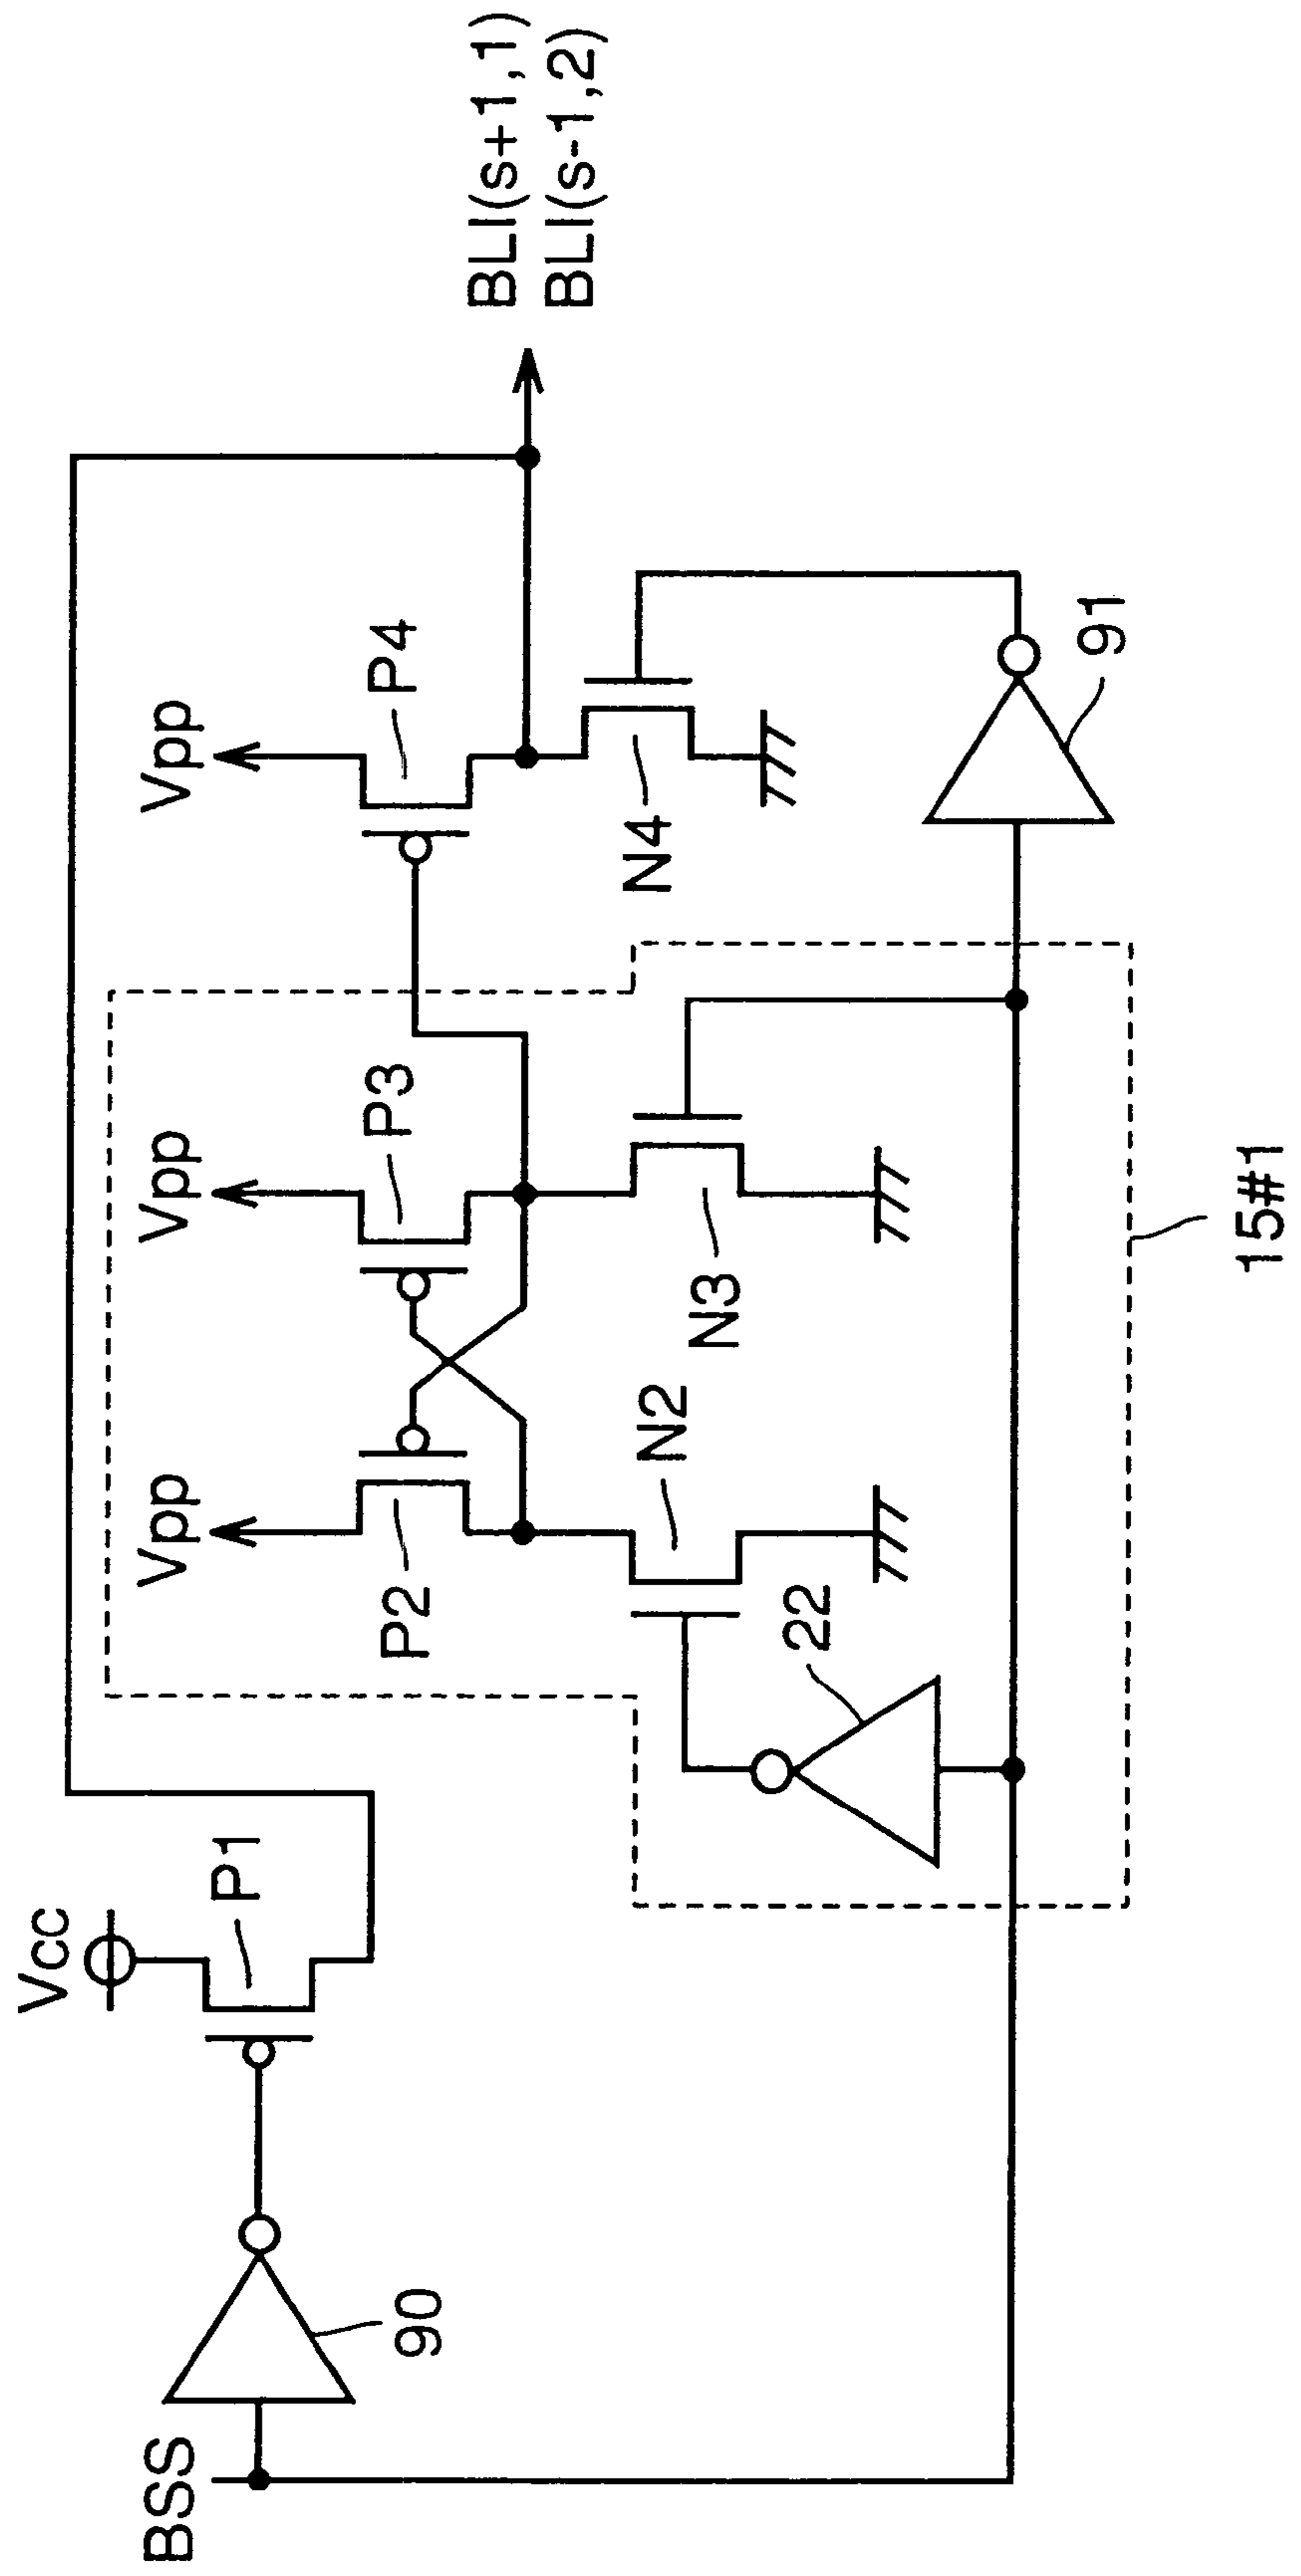 BSS
90
Vcc
P1
Vpp
P2
Vpp
P3
Vpp
P4
22
N2
N3
N4
91
15#1
BLI(s+1,1)
BLI(s-1,2)